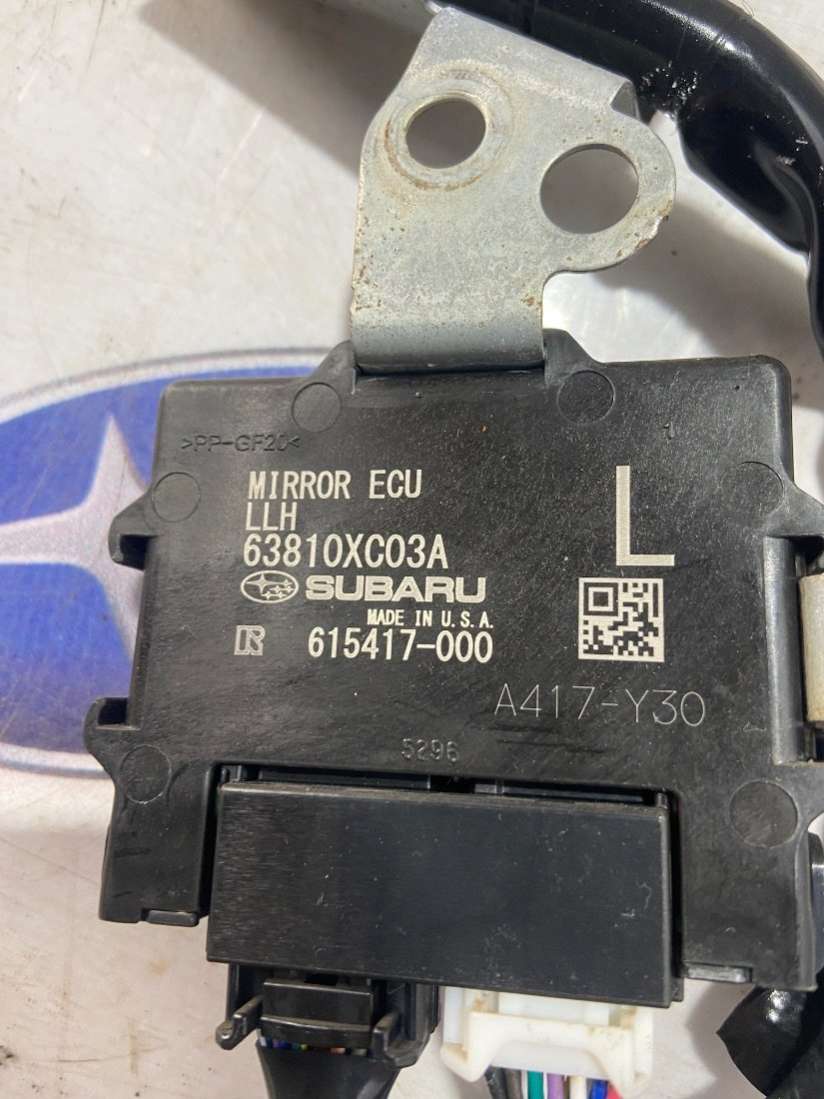 >PP-GF20<
MIRROR ECU
LLH
L
63810XC03A
SUBARU
MADE IN U.S.A.
R 615417-000
A417-Y30
5296